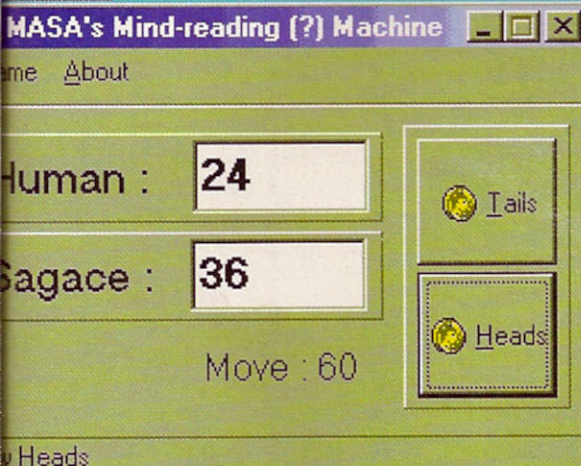 MASA's Mind-reading (?) Machine
ame About
Human : 24
Tails
Sagace : 36
Heads
Move : 60
w Heads